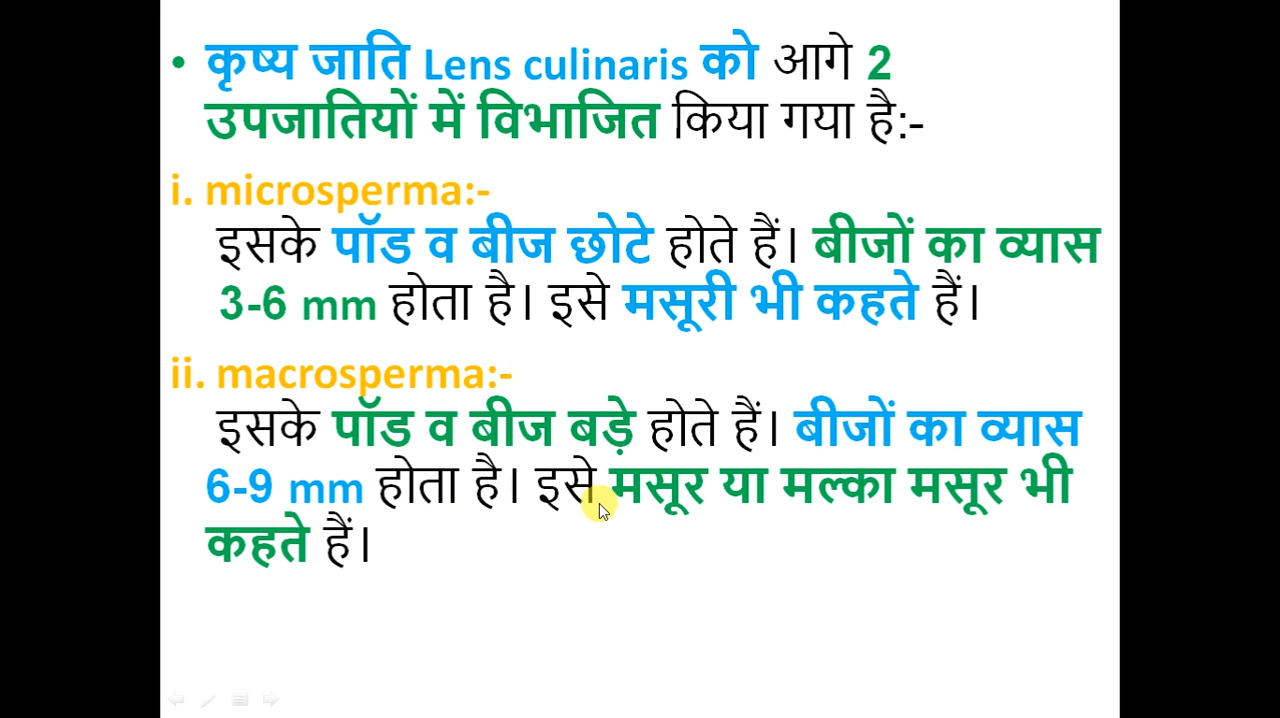 • कृष्य जाति Lens culinaris को आगे 2
उपजातियों में विभाजित किया गया है:-
i. microsperma:-
इसके पॉड व बीज छोटे होते हैं। बीजों का व्यास
3-6 mm होता है। इसे मसूरी भी कहते हैं।
ii. macrosperma:-
इसके पॉड व बीज बड़े होते हैं। बीजों का व्यास
6-9 mm होता है। इसे मसूर या मल्का मसूर भी
कहते हैं।